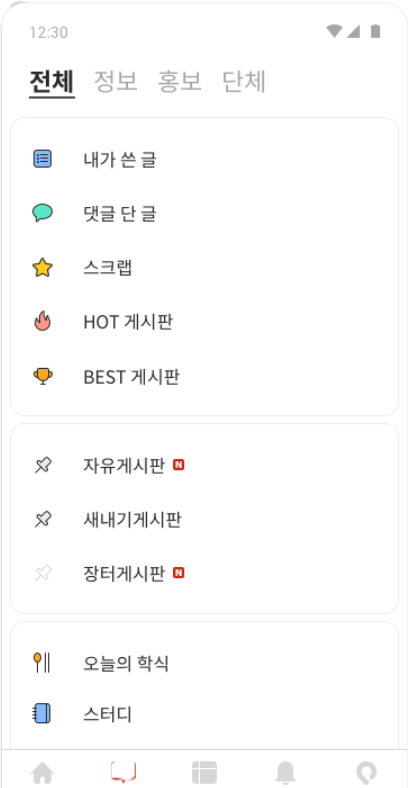 12:30
전체 정보 홍보 단체
내가 쓴 글
댓글 단 글
스크랩
HOT 게시판
BEST 게시판
자유게시판 N
새내기게시판
장터게시판 N
오늘의 학식
스터디